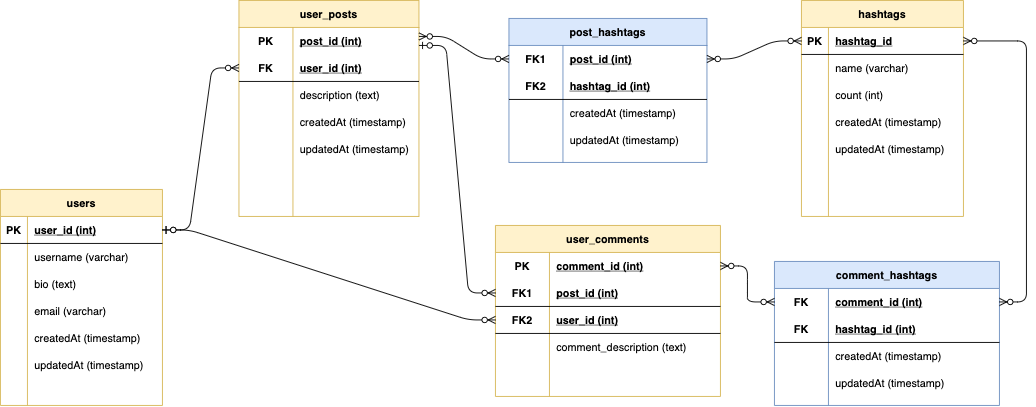 user_posts
PK post_id (int)
FK user_id (int)
description (text)
createdAt (timestamp)
updatedAt (timestamp)
post_hashtags
FK1 post_id (int)
FK2 hashtag_id (int)
createdAt (timestamp)
updatedAt (timestamp)
hashtags
PK hashtag_id
name (varchar)
count (int)
createdAt (timestamp)
updatedAt (timestamp)
users
PK user_id (int)
username (varchar)
bio (text)
email (varchar)
createdAt (timestamp)
updatedAt (timestamp)
user_comments
PK comment_id (int)
FK1 post_id (int)
FK2 user_id (int)
comment_description (text)
comment_hashtags
FK comment_id (int)
FK hashtag_id (int)
createdAt (timestamp)
updatedAt (timestamp)